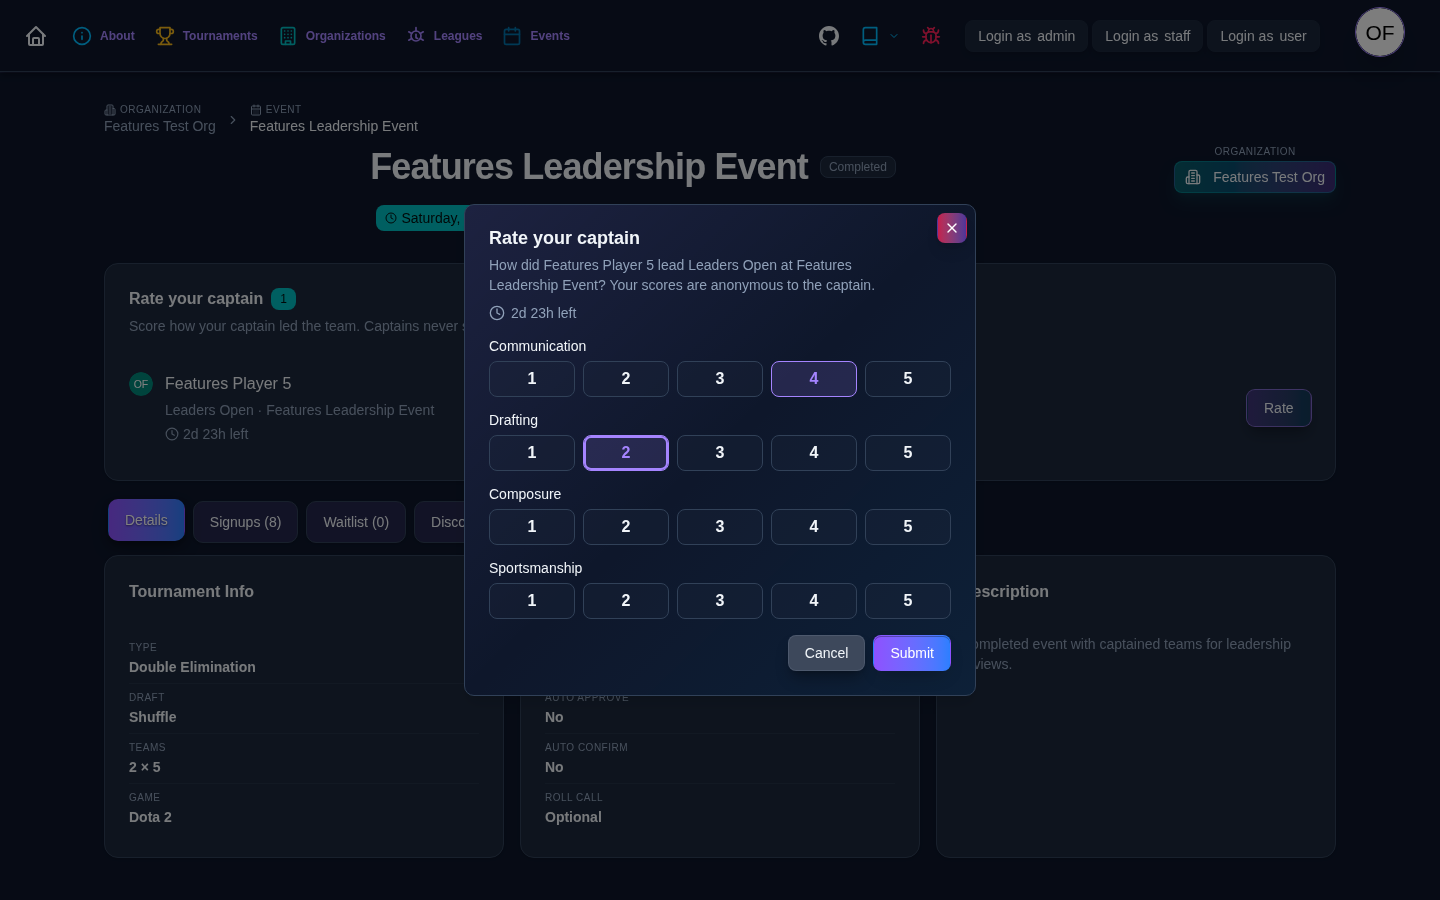 About Tournaments Organizations Leagues Events Login as admin Login as staff Login as user OF
ORGANIZATION EVENT
Features Test Org Features Leadership Event
Features Leadership Event Completed
ORGANIZATION
Features Test Org
Saturday,
Rate your captain 1
Score how your captain led the team. Captains never
OF Features Player 5
Leaders Open · Features Leadership Event
2d 23h left
Rate
Rate your captain
How did Features Player 5 lead Leaders Open at Features
Leadership Event? Your scores are anonymous to the captain.
2d 23h left
Communication
1 2 3 4 5
Drafting
1 2 3 4 5
Composure
1 2 3 4 5
Sportsmanship
1 2 3 4 5
Cancel Submit
Details Signups (8) Waitlist (0) Disco
Tournament Info
TYPE
Double Elimination
DRAFT
Shuffle
TEAMS
2 × 5
GAME
Dota 2
AUTO APPROVE
No
AUTO CONFIRM
No
ROLL CALL
Optional
escription
ompleted event with captained teams for leadership
views.